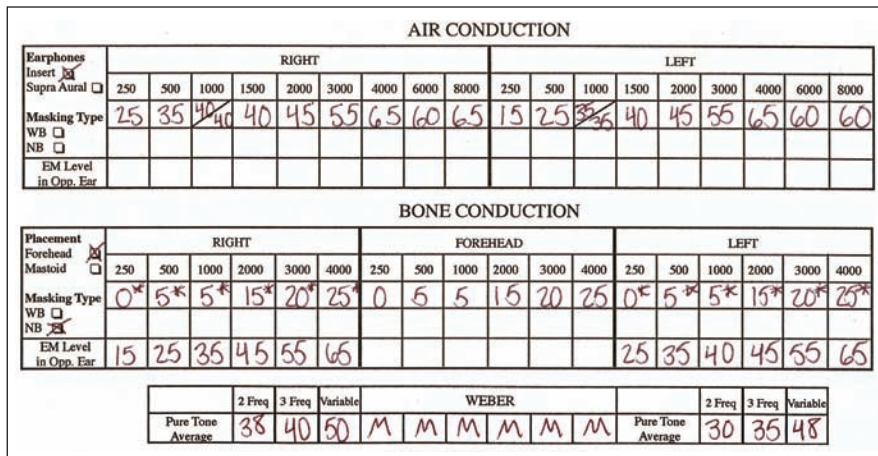 AIR CONDUCTION
Earphones RIGHT LEFT
Insert ☒
Supra Aural ☐ 250 500 1000 1500 2000 3000 4000 6000 8000 250 500 1000 1500 2000 3000 4000 6000 8000
Masking Type 25 35 40/40 40 45 55 65 60 65 15 25 35/35 40 45 55 65 60 60
WB ☐
NB ☐
EM Level
in Opp. Ear
BONE CONDUCTION
Placement RIGHT FOREHEAD LEFT
Forehead ☒
Mastoid ☐ 250 500 1000 2000 3000 4000 250 500 1000 2000 3000 4000 250 500 1000 2000 3000 4000
Masking Type 0* 5* 5* 15* 20* 25* 0 5 5 15 20 25 0* 5* 5* 15* 20* 25*
WB ☐
NB ☒
EM Level 15 25 35 45 55 65 25 35 40 45 55 65
in Opp. Ear
2 Freq 3 Freq Variable WEBER 2 Freq 3 Freq Variable
Pure Tone 38 40 50 M M M M M M Pure Tone 30 35 48
Average Average